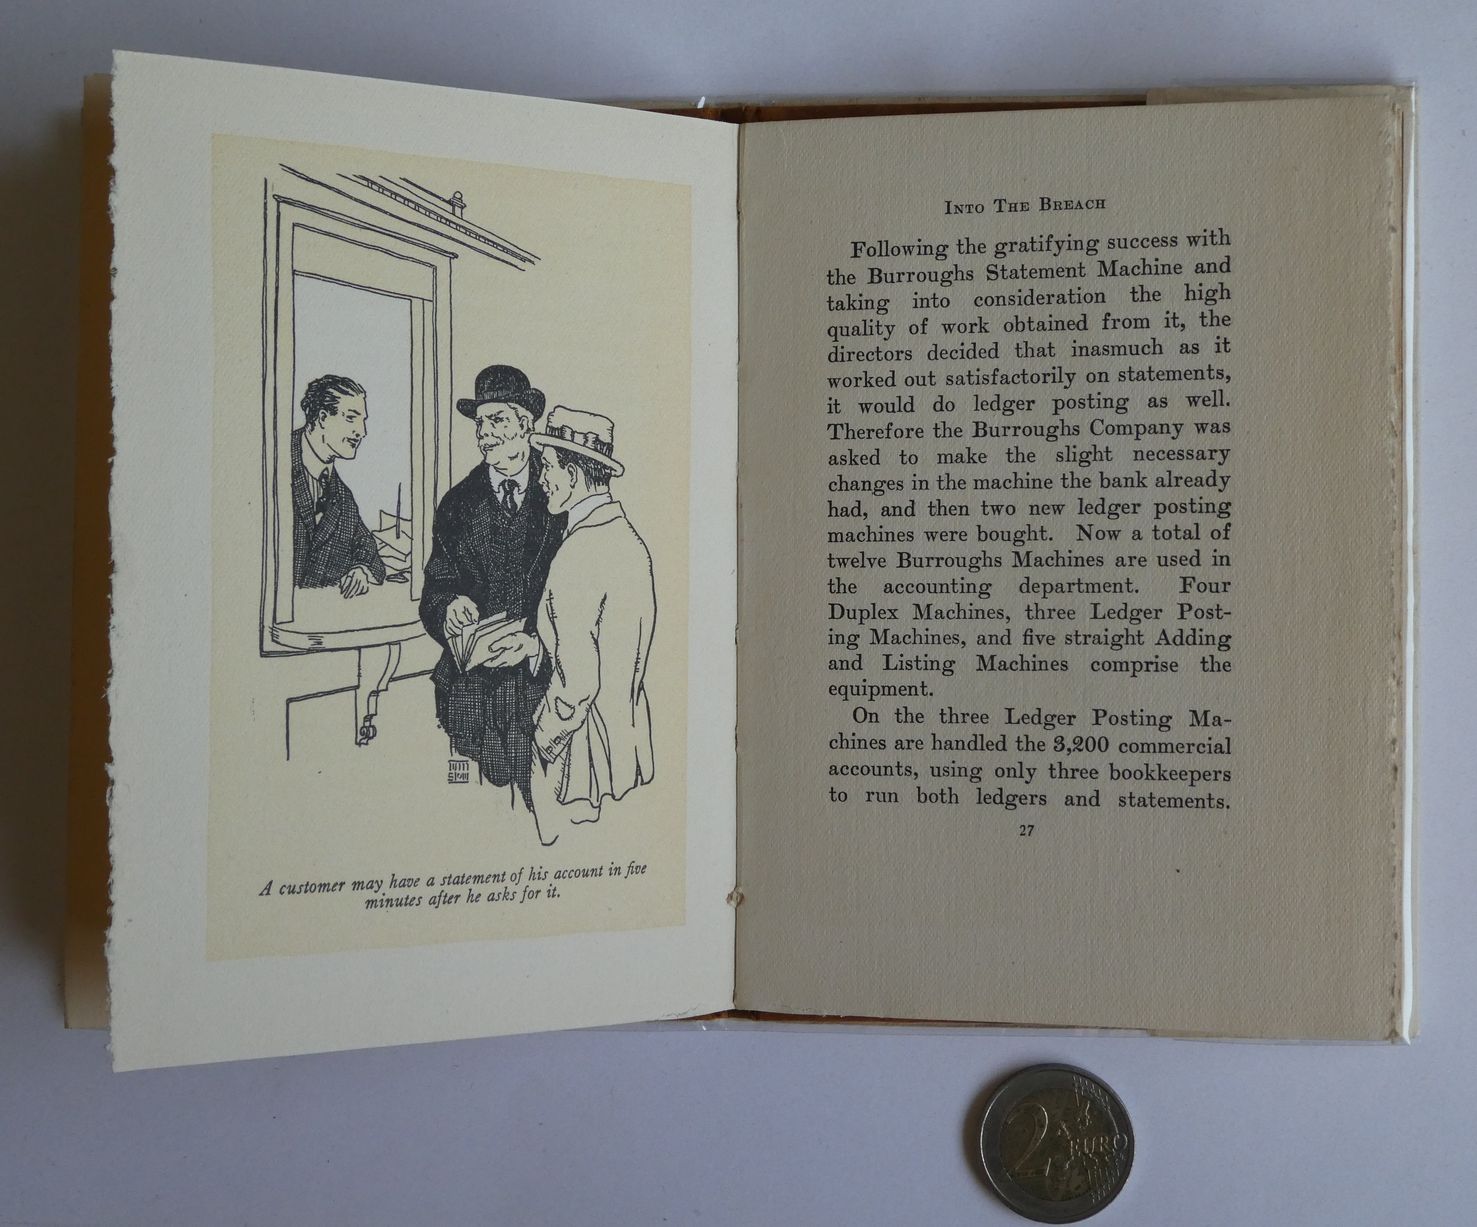 A customer may have a statement of his account in five
minutes after he asks for it.
INTO THE BREACH
Following the gratifying success with
the Burroughs Statement Machine and
taking into consideration the high
quality of work obtained from it, the
directors decided that inasmuch as it
worked out satisfactorily on statements,
it would do ledger posting as well.
Therefore the Burroughs Company was
asked to make the slight necessary
changes in the machine the bank already
had, and then two new ledger posting
machines were bought. Now a total of
twelve Burroughs Machines are used in
the accounting department. Four
Duplex Machines, three Ledger Post-
ing Machines, and five straight Adding
and Listing Machines comprise the
equipment.
On the three Ledger Posting Ma-
chines are handled the 3,200 commercial
accounts, using only three bookkeepers
to run both ledgers and statements.
27
2 EURO